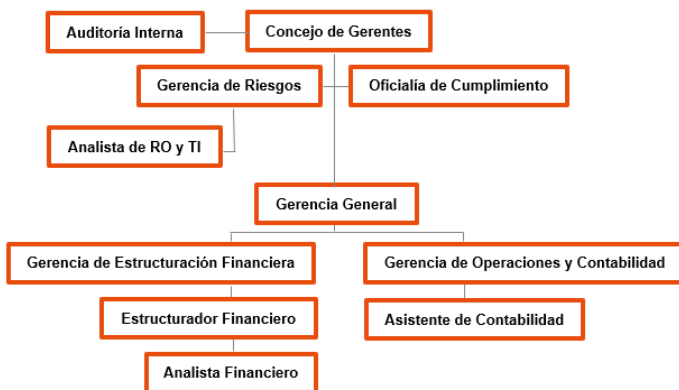 Auditoría Interna
Concejo de Gerentes
Gerencia de Riesgos
Oficialía de Cumplimiento
Analista de RO y TI
Gerencia General
Gerencia de Estructuración Financiera
Gerencia de Operaciones y Contabilidad
Estructurador Financiero
Asistente de Contabilidad
Analista Financiero